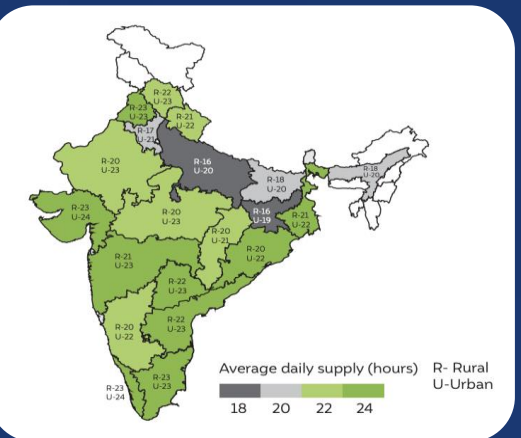 R-22
U-23
R-23
U-23
R-21
U-22
R-17
U-21
R-16
U-20
R-20
U-23
R-18
U-20
R-18
U-20
R-23
U-24
R-20
U-23
R-16
U-19
R-21
U-22
R-20
U-21
R-20
U-22
R-21
U-23
R-22
U-23
R-22
U-23
R-20
U-22
R-23
U-24
R-23
U-23
Average daily supply (hours)
R- Rural
U-Urban
18 20 22 24